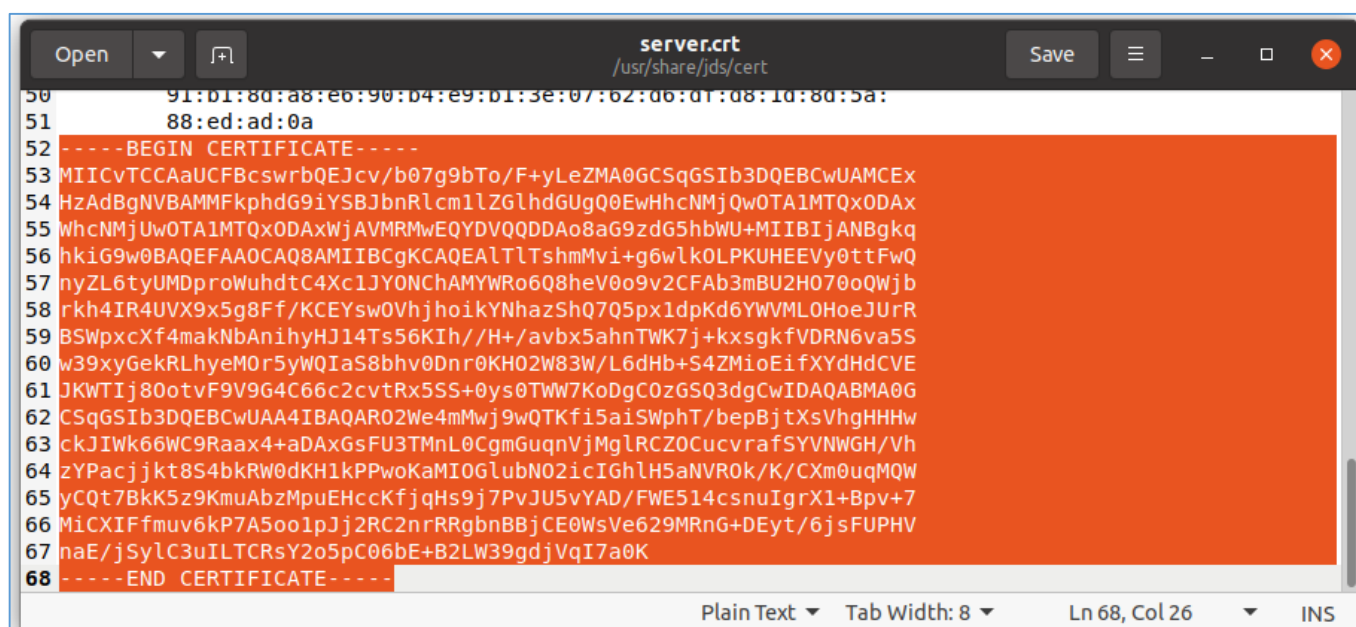 Open
server.crt
/usr/share/jds/cert
Save
50 91:b1:8d:a8:e6:90:b4:e9:b1:3e:07:62:d6:df:d8:1d:8d:5a:
51 88:ed:ad:0a
52 -----BEGIN CERTIFICATE-----
53 MIICvTCCAaUCFBcswrbQEJcv/b07g9bTo/F+yLeZMA0GCSqGSIb3DQEBCwUAMCEx
54 HzAdBgNVBAMMFkphdG9iYSBJbnRlcm1lZGlhdGUgQ0EwHhcNMjQwOTA1MTQxODAx
55 WhcNMjUwOTA1MTQxODAxWjAVMRMwEQYDVQQDDAo8aG9zdG5hbWU+MIIBIjANBgkq
56 hkiG9w0BAQEFAAOCAQ8AMIIBCgKCAQEAlTlTshmMvi+g6wlkOLPKUHEEVy0ttFwQ
57 nyZL6tyUMDproWuhdtC4Xc1JYONChAMYWRo6Q8heV0o9v2CFAb3mBU2HO70oQWjb
58 rkh4IR4UVX9x5g8Ff/KCEYswOVhjhoikYNhazShQ7Q5px1dpKd6YWVMLOHoeJUrR
59 BSWpxcXf4makNbAnihyHJ14Ts56KIh//H+/avbx5ahnTWK7j+kxsgkfVDRN6va5S
60 w39xyGekRLhyeMOr5yWQIaS8bhv0Dnr0KHO2W83W/L6dHb+S4ZMioEifXYdHdCVE
61 JKWTIj8OotvF9V9G4C66c2cvtRx5SS+0ys0TWW7KoDgCOzGSQ3dgCwIDAQABMA0G
62 CSqGSIb3DQEBCwUAA4IBAQARO2We4mMwj9wQTKfi5aiSWphT/bepBjtXsVhgHHHw
63 ckJIWk66WC9Raax4+aDAxGsFU3TMnL0CgmGuqnVjMglRCZOCucvrafSYVNWGH/Vh
64 zYPacjjkt8S4bkRW0dKH1kPPwoKaMIOGlubNO2icIGhlH5aNVROk/K/CXm0uqMQW
65 yCQt7BkK5z9KmuAbzMpuEHccKfjqHs9j7PvJU5vYAD/FWE514csnuIgrX1+Bpv+7
66 MiCXIFfmuv6kP7A5oo1pJj2RC2nrRRgbnBBjCE0WsVe629MRnG+DEyt/6jsFUPHV
67 naE/jSylC3uILTCRsY2o5pC06bE+B2LW39gdjVqI7a0K
68 -----END CERTIFICATE-----
Plain Text Tab Width: 8 Ln 68, Col 26 INS